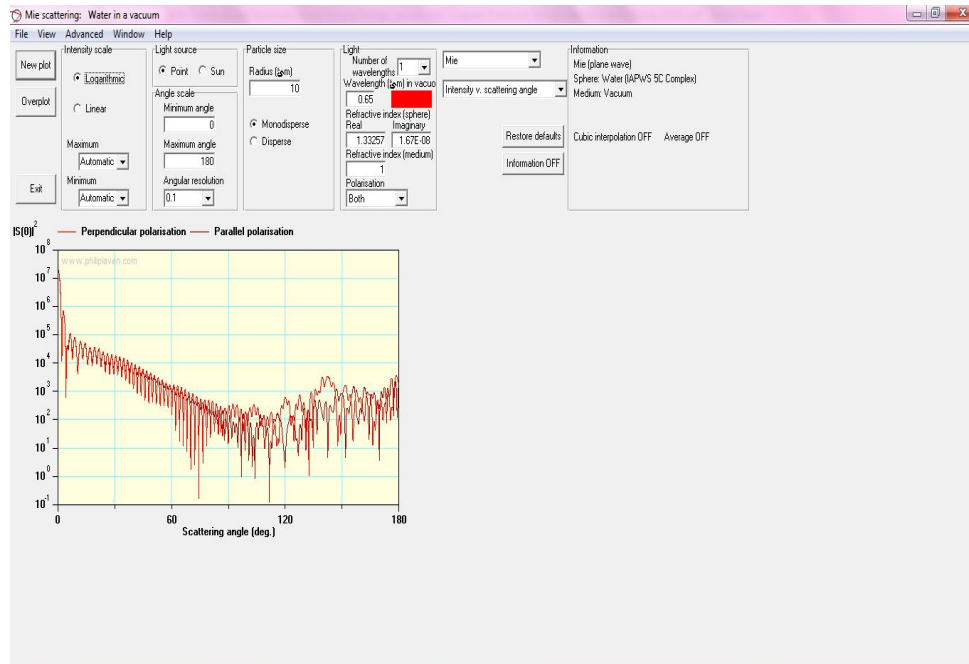 Mie scattering: Water in a vacuum
File View Advanced Window Help
New plot
Overplot
Exit
Intensity scale
Logarithmic
Linear
Maximum
Automatic
Minimum
Automatic
Light source
Point Sun
Angle scale
Minimum angle
0
Maximum angle
180
Angular resolution
0.1
Particle size
Radius
10
Monodisperse
Disperse
Light
Number of
wavelengths 1
Wavelength in vacuo
0.65
Refractive index (sphere)
Real Imaginary
1.33257 1.67E-08
Refractive index (medium)
1
Polarisation
Both
Mie
Intensity v. scattering angle
Restore defaults
Information OFF
Information
Mie (plane wave)
Sphere: Water (IAPWS 5C Complex)
Medium: Vacuum
Cubic interpolation OFF Average OFF
|S(θ)|²
Perpendicular polarisation Parallel polarisation
www.philiplaven.com
10⁸
10⁷
10⁶
10⁵
10⁴
10³
10²
10¹
10⁰
10⁻¹
0 60 120 180
Scattering angle (deg.)